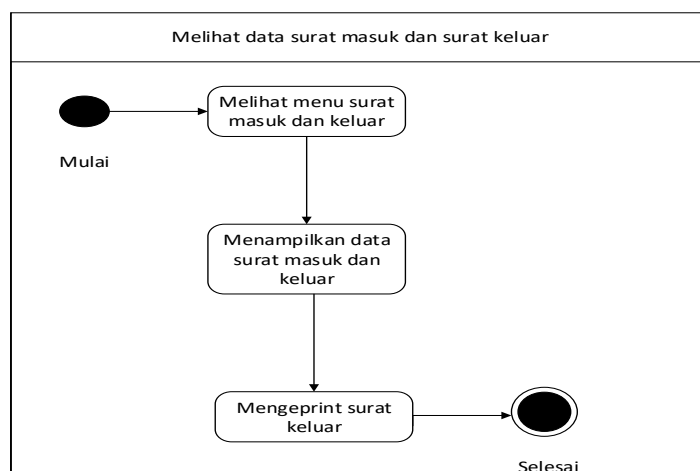 Melihat data surat masuk dan surat keluar
Melihat menu surat
masuk dan keluar
Mulai
Menampilkan data
surat masuk dan
keluar
Mengeprint surat
keluar
Selesai